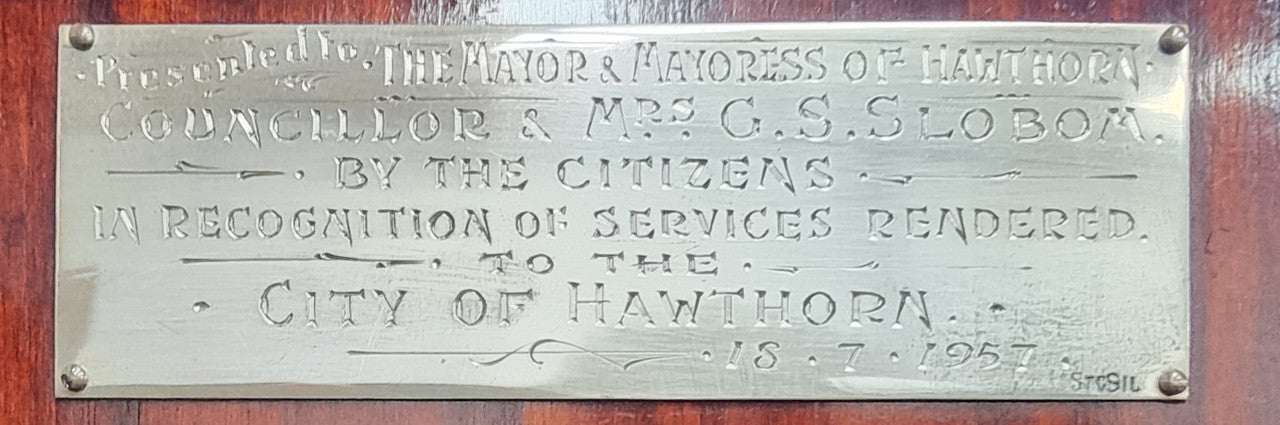 Presented to. THE MAYOR & MAYORESS OF HAWTHORN.
COUNCILLOR & MRS. G. S. SLOBOM.
BY THE CITIZENS
IN RECOGNITION OF SERVICES RENDERED.
TO THE
CITY OF HAWTHORN.
18 . 7 . 1957.
STGSIL